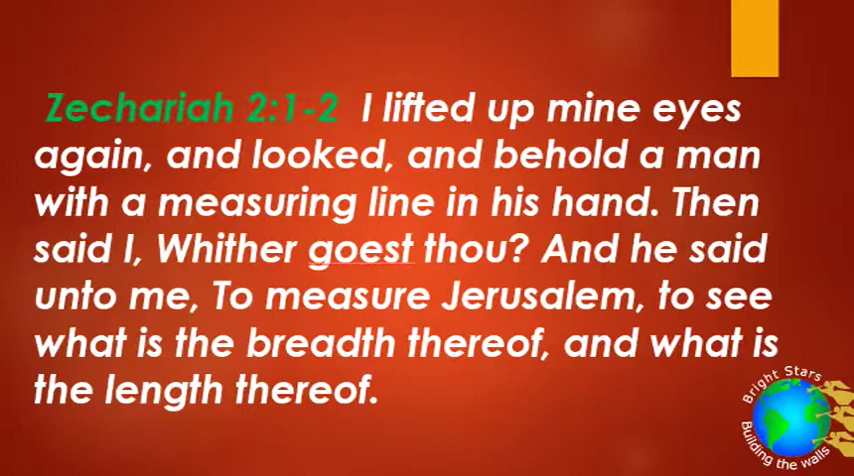 Zechariah 2:1-2 I lifted up mine eyes
again, and looked, and behold a man
with a measuring line in his hand. Then
said I, Whither goest thou? And he said
unto me, To measure Jerusalem, to see
what is the breadth thereof, and what is
the length thereof.
Bright Stars
Building the walls